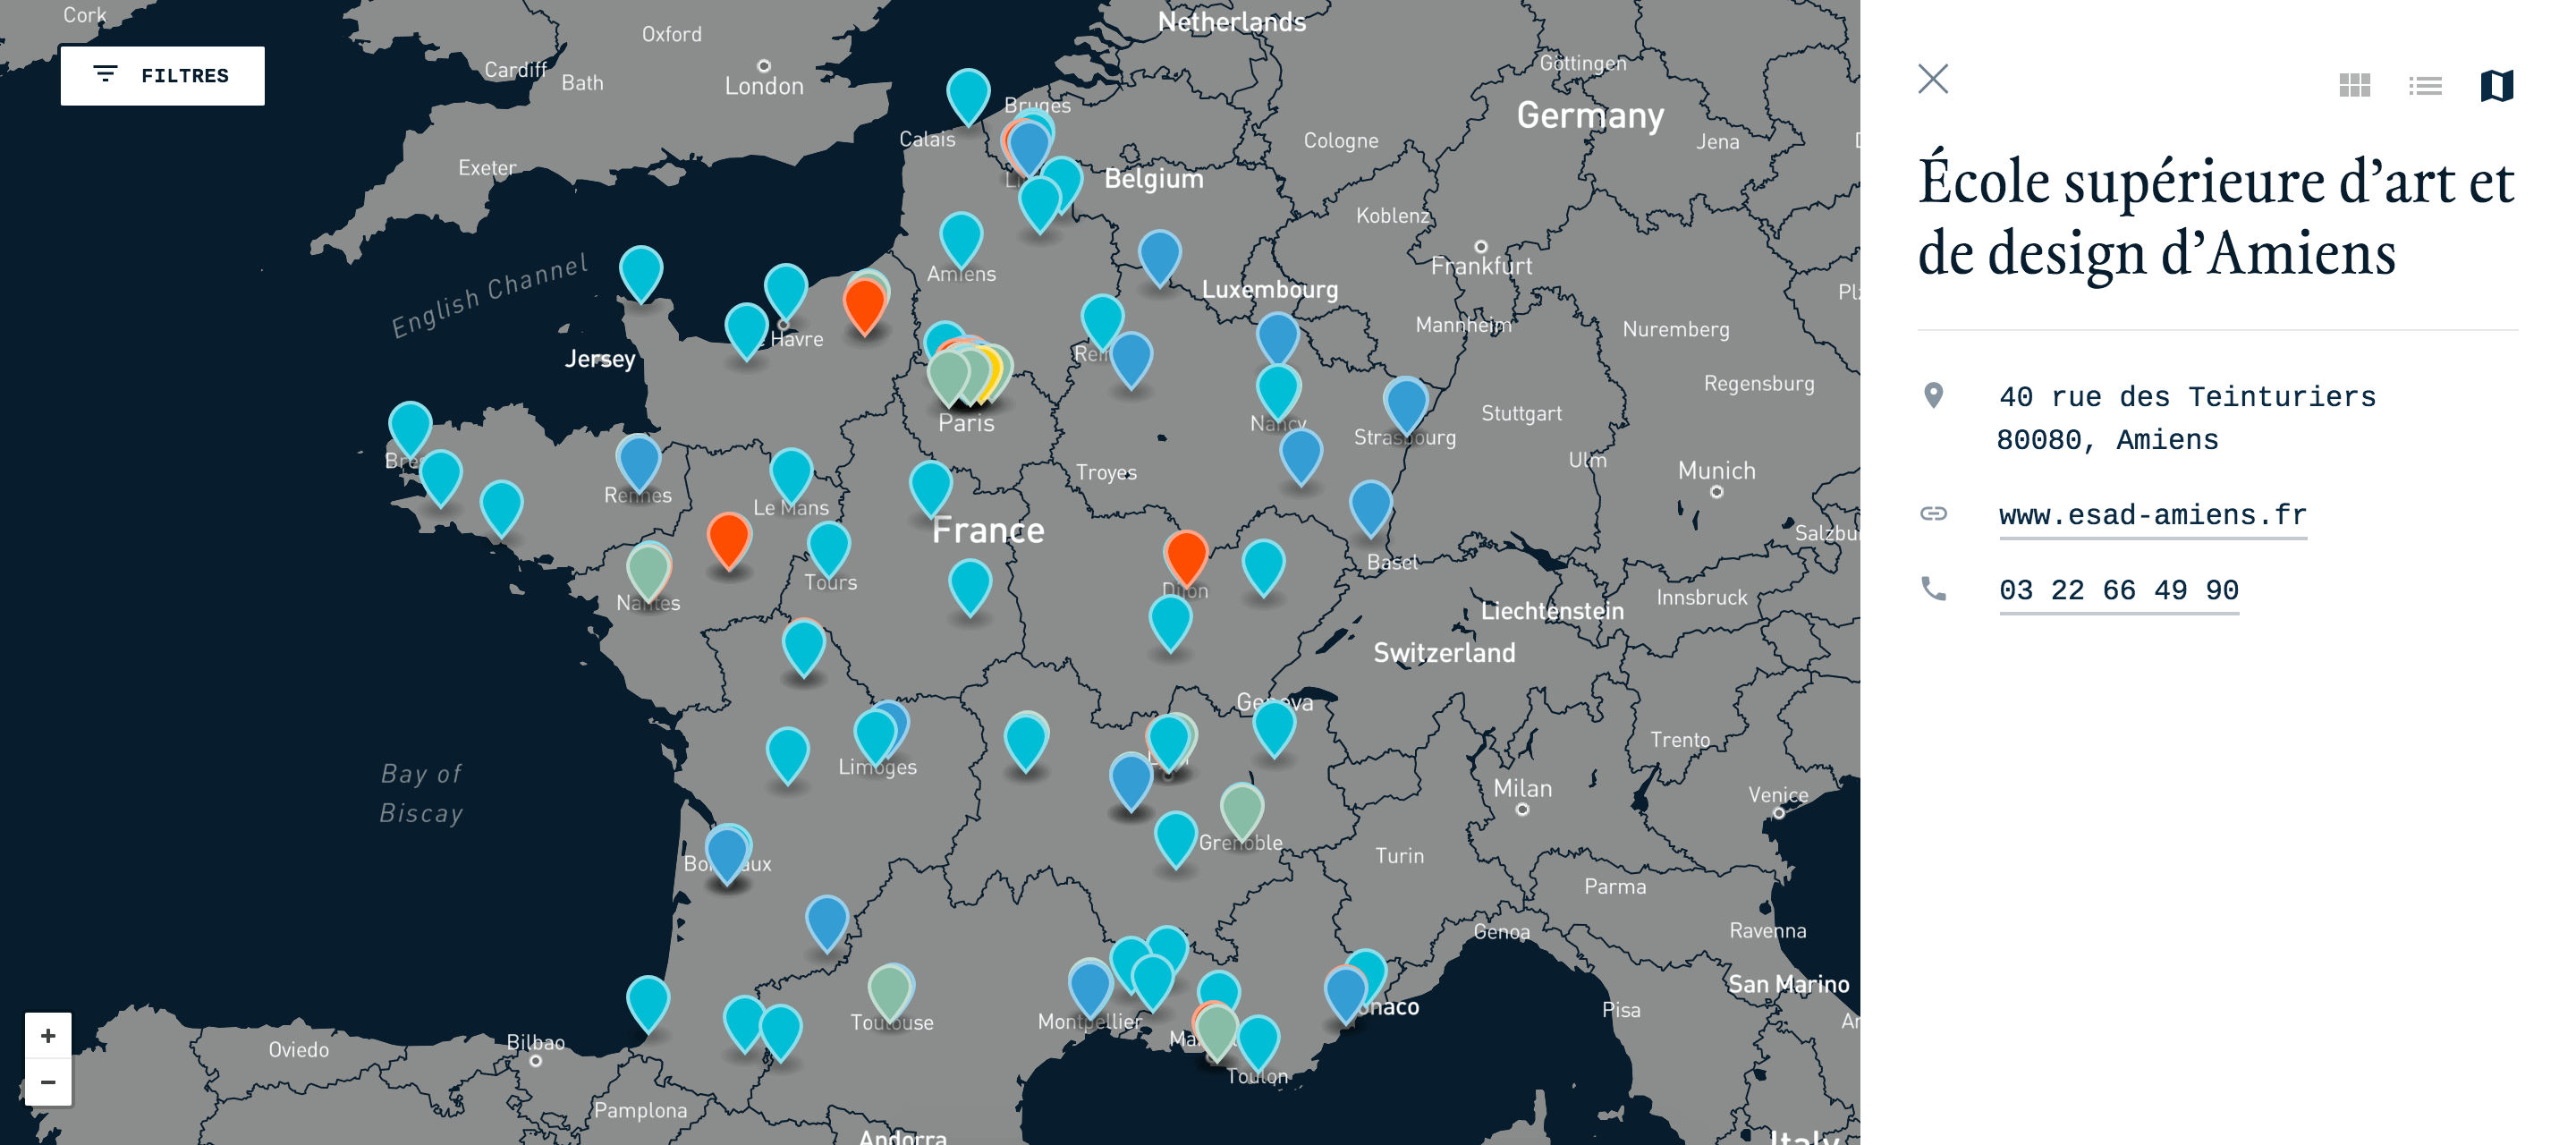 Cork
Oxford
Netherlands
FILTRES
Cardiff
Bath
London
Göttingen
Bruges
Germany
Calais
Cologne
Jena
Exeter
Belgium
Koblenz
English Channel
Amiens
Frankfurt
Luxembourg
Havre
Mannheim
Nuremberg
Jersey
Regensburg
Paris
Nancy
Strasbourg
Stuttgart
Ulm
Troyes
Munich
Rennes
Le Mans
France
Salzbu
Basel
Tours
Dijon
Nantes
Liechtenstein
Innsbruck
Switzerland
Geneva
Trento
Limoges
Bay of
Biscay
Milan
Venice
Grenoble
Bordeaux
Turin
Parma
Genoa
Ravenna
San Marino
Toulouse
Montpellier
onaco
Pisa
+
−
Oviedo
Bilbao
Toulon
Pamplona
Andorra
Italy
École supérieure d’art et
de design d’Amiens
40 rue des Teinturiers
80080, Amiens
www.esad-amiens.fr
03 22 66 49 90